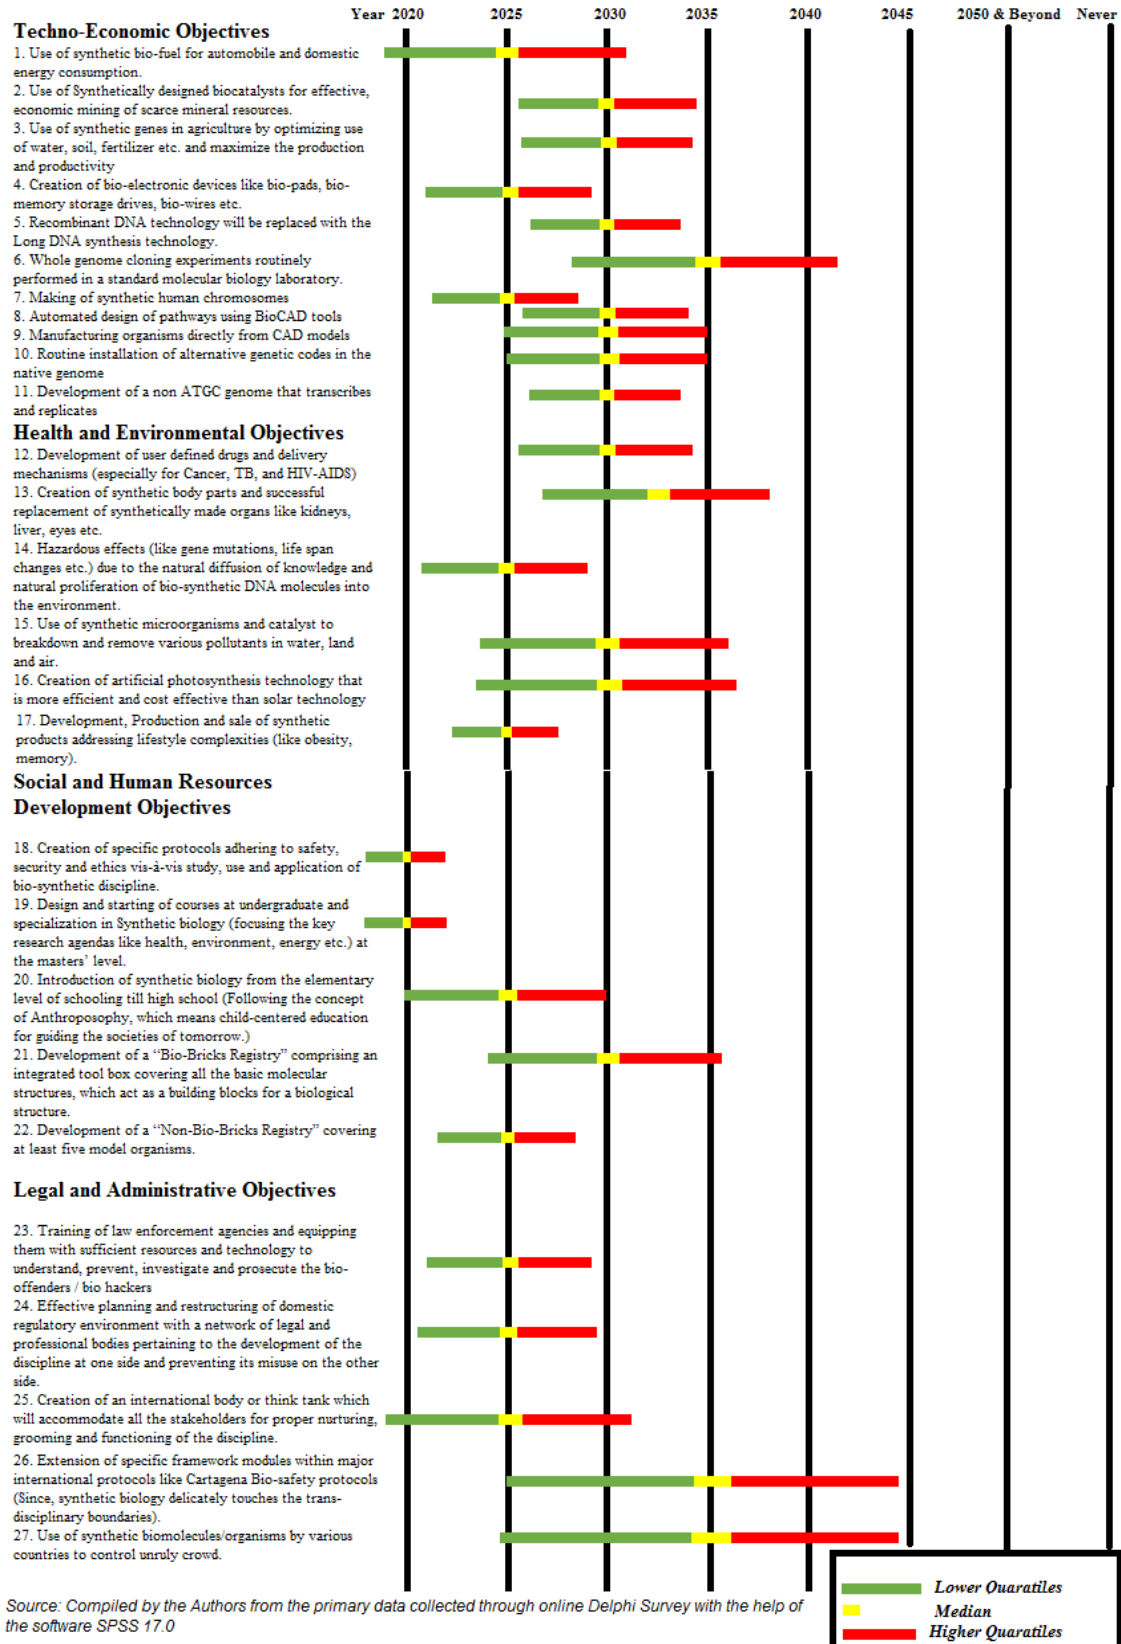 Year 2020 2025 2030 2035 2040 2045 2050 & Beyond Never
Techno-Economic Objectives
1. Use of synthetic bio-fuel for automobile and domestic
energy consumption.
2. Use of Synthetically designed biocatalysts for effective,
economic mining of scarce mineral resources.
3. Use of synthetic genes in agriculture by optimizing use
of water, soil, fertilizer etc. and maximize the production
and productivity
4. Creation of bio-electronic devices like bio-pads, bio-
memory storage drives, bio-wires etc.
5. Recombinant DNA technology will be replaced with the
Long DNA synthesis technology.
6. Whole genome cloning experiments routinely
performed in a standard molecular biology laboratory.
7. Making of synthetic human chromosomes
8. Automated design of pathways using BioCAD tools
9. Manufacturing organisms directly from CAD models
10. Routine installation of alternative genetic codes in the
native genome
11. Development of a non ATGC genome that transcribes
and replicates
Health and Environmental Objectives
12. Development of user defined drugs and delivery
mechanisms (especially for Cancer, TB, and HIV-AIDS)
13. Creation of synthetic body parts and successful
replacement of synthetically made organs like kidneys,
liver, eyes etc.
14. Hazardous effects (like gene mutations, life span
changes etc.) due to the natural diffusion of knowledge and
natural proliferation of bio-synthetic DNA molecules into
the environment.
15. Use of synthetic microorganisms and catalyst to
breakdown and remove various pollutants in water, land
and air.
16. Creation of artificial photosynthesis technology that
is more efficient and cost effective than solar technology
17. Development, Production and sale of synthetic
products addressing lifestyle complexities (like obesity,
memory).
Social and Human Resources
Development Objectives
18. Creation of specific protocols adhering to safety,
security and ethics vis-à-vis study, use and application of
bio-synthetic discipline.
19. Design and starting of courses at undergraduate and
specialization in Synthetic biology (focusing the key
research agendas like health, environment, energy etc.) at
the masters' level.
20. Introduction of synthetic biology from the elementary
level of schooling till high school (Following the concept
of Anthroposophy, which means child-centered education
for guiding the societies of tomorrow.)
21. Development of a “Bio-Bricks Registry” comprising an
integrated tool box covering all the basic molecular
structures, which act as a building blocks for a biological
structure.
22. Development of a “Non-Bio-Bricks Registry” covering
at least five model organisms.
Legal and Administrative Objectives
23. Training of law enforcement agencies and equipping
them with sufficient resources and technology to
understand, prevent, investigate and prosecute the bio-
offenders / bio hackers
24. Effective planning and restructuring of domestic
regulatory environment with a network of legal and
professional bodies pertaining to the development of the
discipline at one side and preventing its misuse on the other
side.
25. Creation of an international body or think tank which
will accommodate all the stakeholders for proper nurturing,
grooming and functioning of the discipline.
26. Extension of specific framework modules within major
international protocols like Cartagena Bio-safety protocols
(Since, synthetic biology delicately touches the trans-
disciplinary boundaries).
27. Use of synthetic biomolecules/organisms by various
countries to control unruly crowd.
Lower Quaratiles
Median
Higher Quaratiles
Source: Compiled by the Authors from the primary data collected through online Delphi Survey with the help of
the software SPSS 17.0